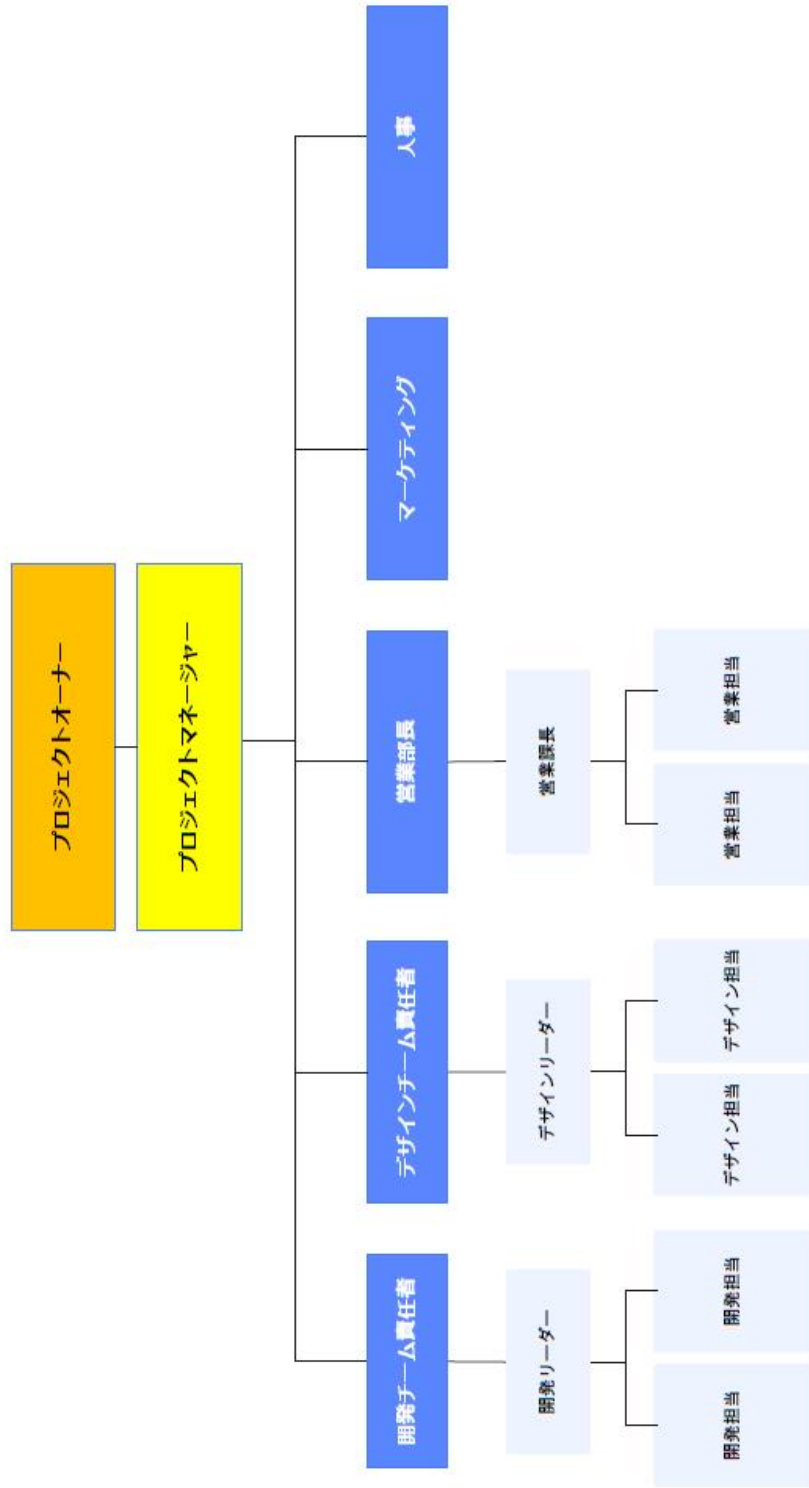 プロジェクトオーナー
プロジェクトマネージャー
開発チーム責任者
デザインチーム責任者
営業部長
マーケティング
人事
開発リーダー
デザインリーダー
営業課長
開発担当
開発担当
デザイン担当
デザイン担当
営業担当
営業担当